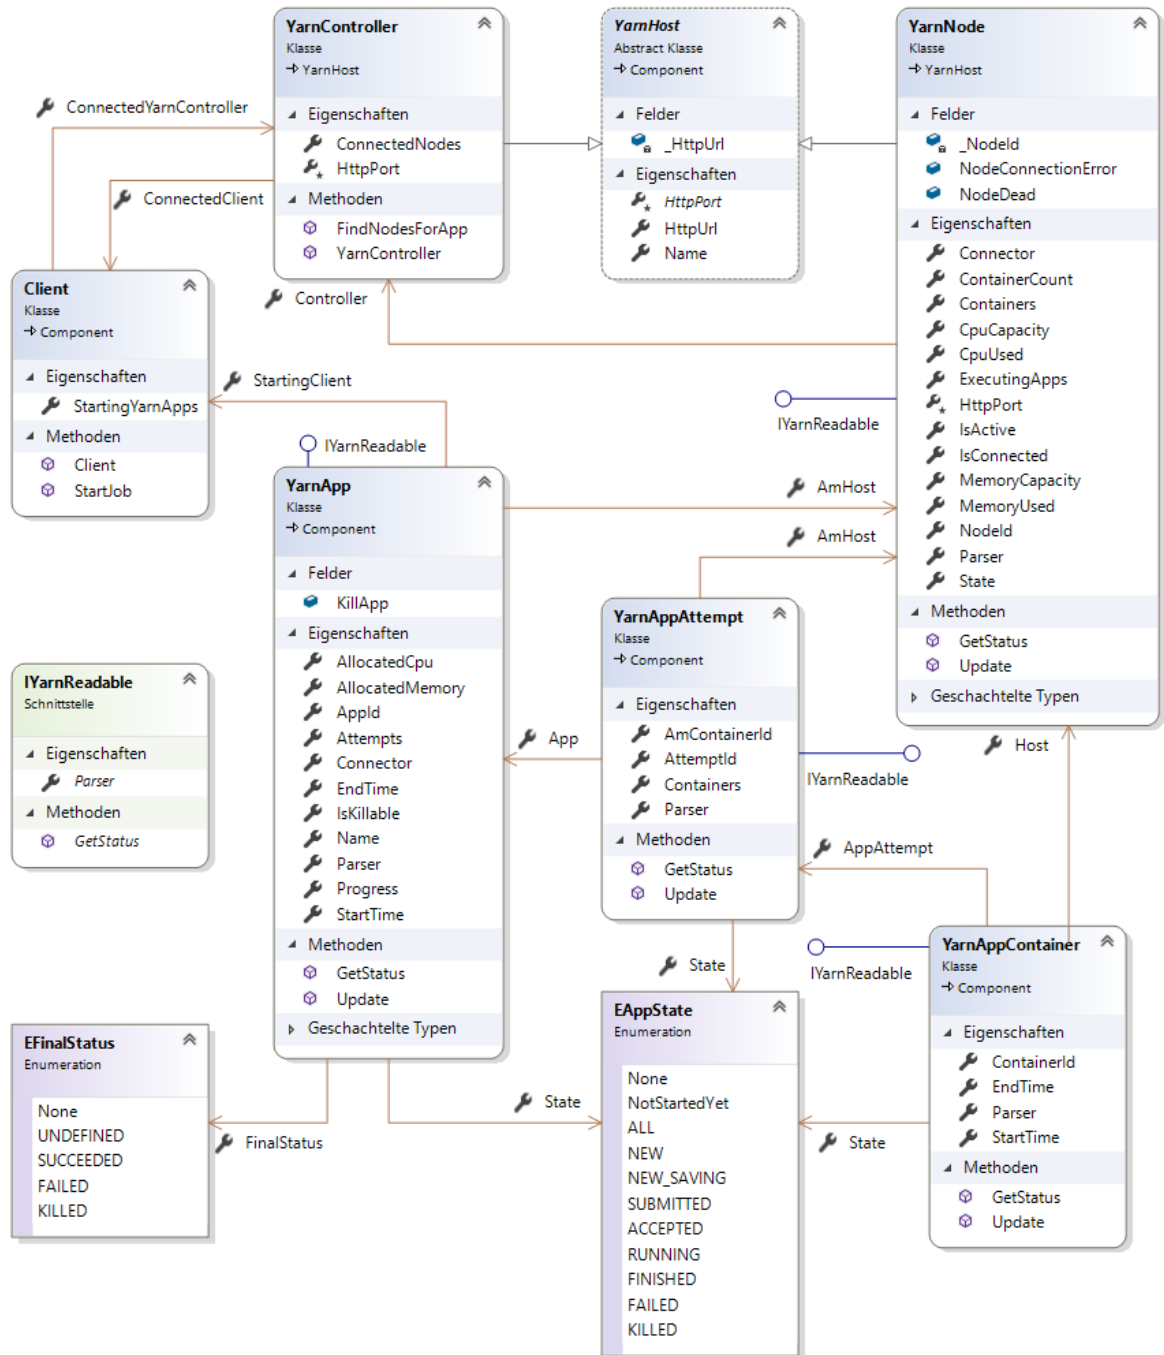 YarnController
Klasse
YarnHost
Eigenschaften
ConnectedNodes
HttpPort
Methoden
FindNodesForApp
YarnController
YarnHost
Abstract Klasse
Component
Felder
_HttpUrl
Eigenschaften
HttpPort
HttpUrl
Name
YarnNode
Klasse
YarnHost
Felder
_NodeId
NodeConnectionError
NodeDead
Eigenschaften
Connector
ContainerCount
Containers
CpuCapacity
CpuUsed
ExecutingApps
HttpPort
IsActive
IsConnected
MemoryCapacity
MemoryUsed
NodeId
Parser
State
Methoden
GetStatus
Update
Geschachtelte Typen
ConnectedYarnController
ConnectedClient
Controller
Client
Klasse
Component
Eigenschaften
StartingYarnApps
Methoden
Client
StartJob
StartingClient
IYarnReadable
IYarnReadable
YarnApp
Klasse
Component
Felder
KillApp
Eigenschaften
AllocatedCpu
AllocatedMemory
AppId
Attempts
Connector
EndTime
IsKillable
Name
Parser
Progress
StartTime
Methoden
GetStatus
Update
Geschachtelte Typen
AmHost
AmHost
YarnAppAttempt
Klasse
Component
Eigenschaften
AmContainerId
AttemptId
Containers
Parser
Methoden
GetStatus
Update
App
IYarnReadable
Host
AppAttempt
IYarnReadable
Schnittstelle
Eigenschaften
Parser
Methoden
GetStatus
IYarnReadable
YarnAppContainer
Klasse
Component
Eigenschaften
ContainerId
EndTime
Parser
StartTime
Methoden
GetStatus
Update
State
EAppState
Enumeration
None
NotStartedYet
ALL
NEW
NEW_SAVING
SUBMITTED
ACCEPTED
RUNNING
FINISHED
FAILED
KILLED
State
State
FinalStatus
EFinalStatus
Enumeration
None
UNDEFINED
SUCCEEDED
FAILED
KILLED